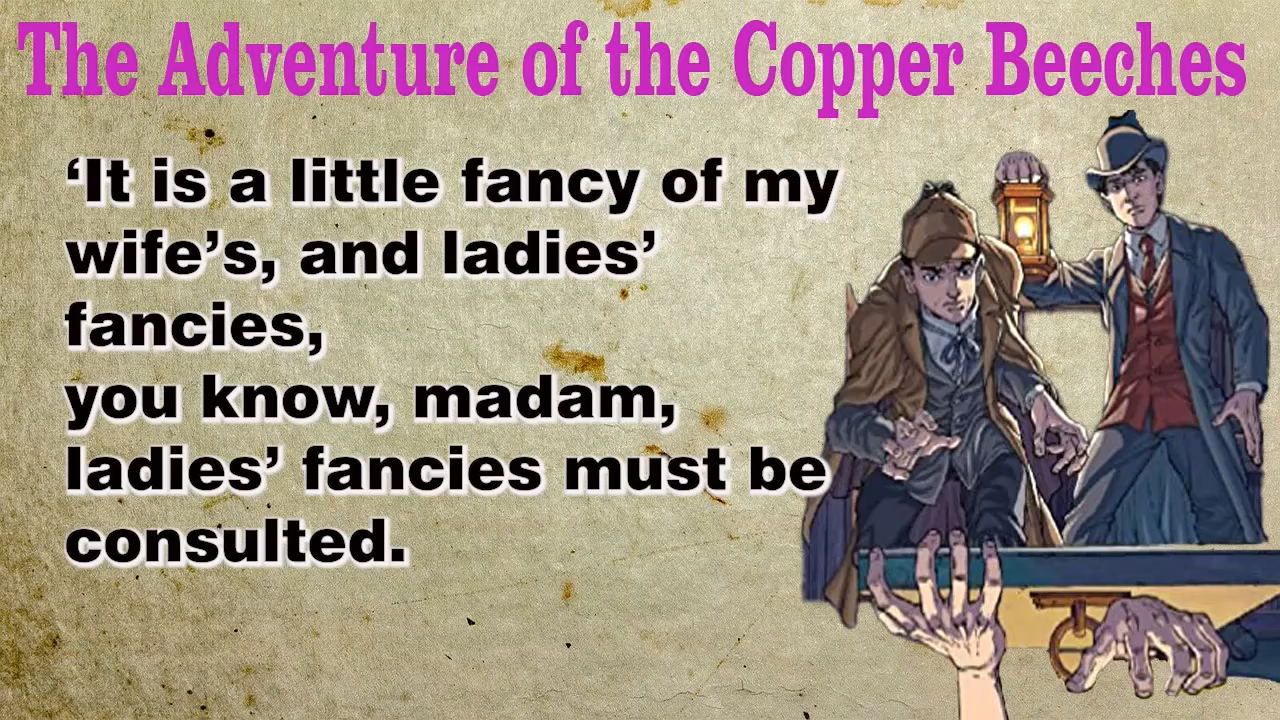 The Adventure of the Copper Beeches
‘It is a little fancy of my
wife’s, and ladies’
fancies,
you know, madam,
ladies’ fancies must be
consulted.